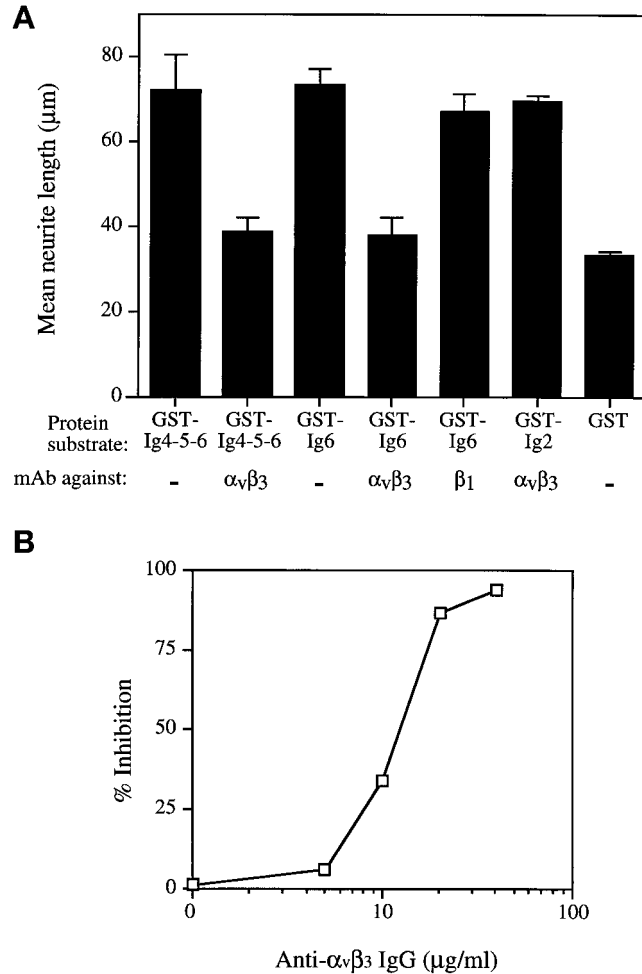 A
Mean neurite length (μm)
80
60
40
20
0
Protein substrate:
GST-Ig4-5-6
GST-Ig4-5-6
GST-Ig6
GST-Ig6
GST-Ig6
GST-Ig2
GST
mAb against:
-
αvβ3
-
αvβ3
β1
αvβ3
-
B
% Inhibition
100
75
50
25
0
0
10
100
Anti-αvβ3 IgG (μg/ml)